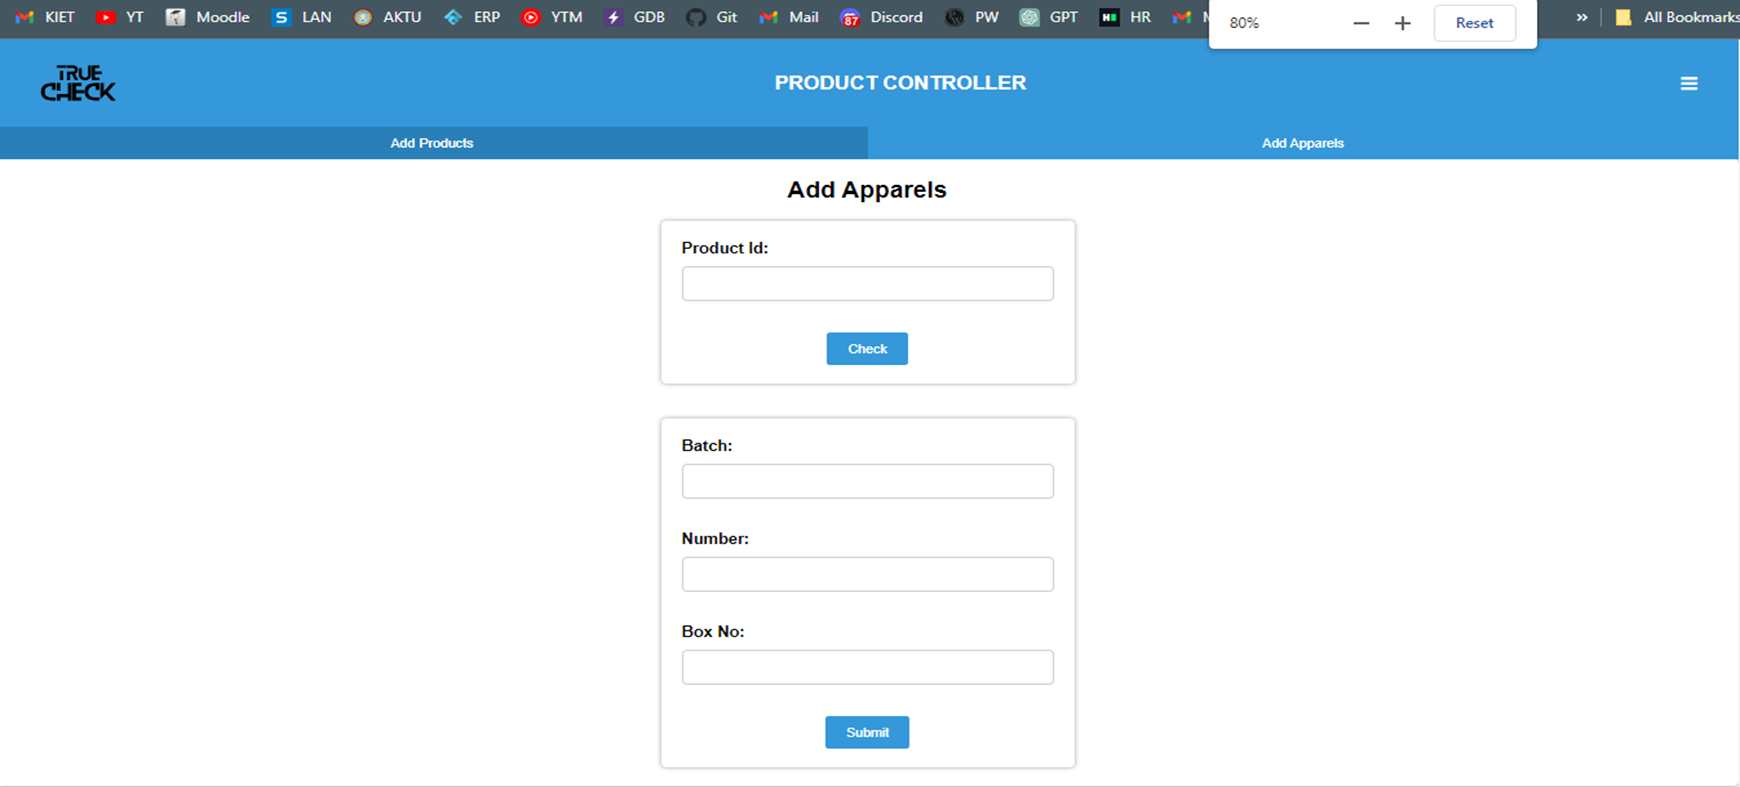 KIET YT Moodle S LAN AKTU ERP YTM GDB Git Mail 87 Discord PW GPT HR 80% Reset » All Bookmarks
TRUE
CHECK
PRODUCT CONTROLLER
Add Products Add Apparels
Add Apparels
Product Id:
Check
Batch:
Number:
Box No:
Submit